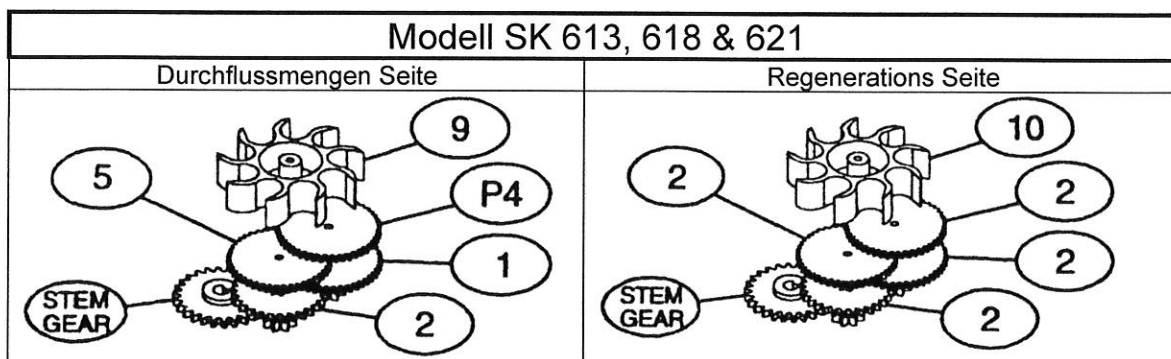 Modell SK 613, 618 & 621
Durchflussmengen Seite
9
5
P4
1
STEM
GEAR
2
Regenerations Seite
10
2
2
2
STEM
GEAR
2